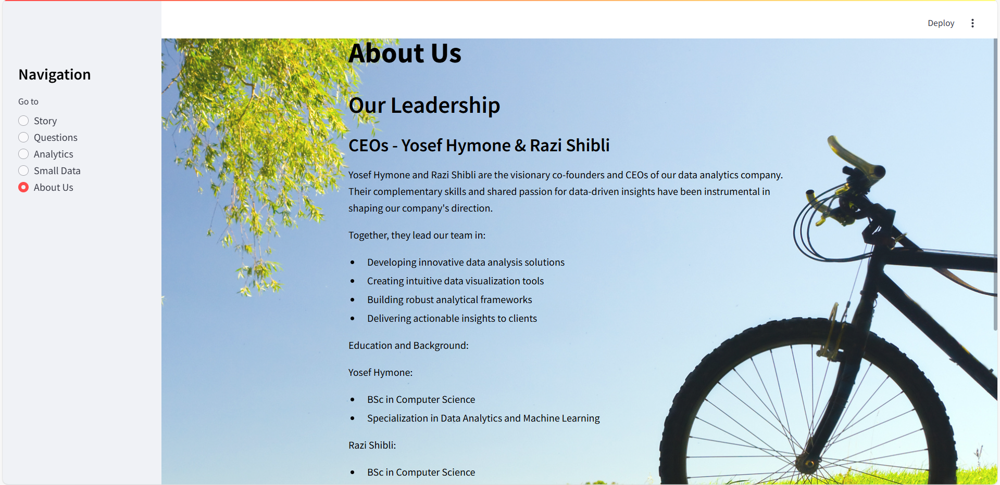 Deploy
Navigation
Go to
Story
Questions
Analytics
Small Data
About Us
About Us
Our Leadership
CEOs - Yosef Hymone & Razi Shibli
Yosef Hymone and Razi Shibli are the visionary co-founders and CEOs of our data analytics company.
Their complementary skills and shared passion for data-driven insights have been instrumental in
shaping our company's direction.
Together, they lead our team in:
Developing innovative data analysis solutions
Creating intuitive data visualization tools
Building robust analytical frameworks
Delivering actionable insights to clients
Education and Background:
Yosef Hymone:
BSc in Computer Science
Specialization in Data Analytics and Machine Learning
Razi Shibli:
BSc in Computer Science